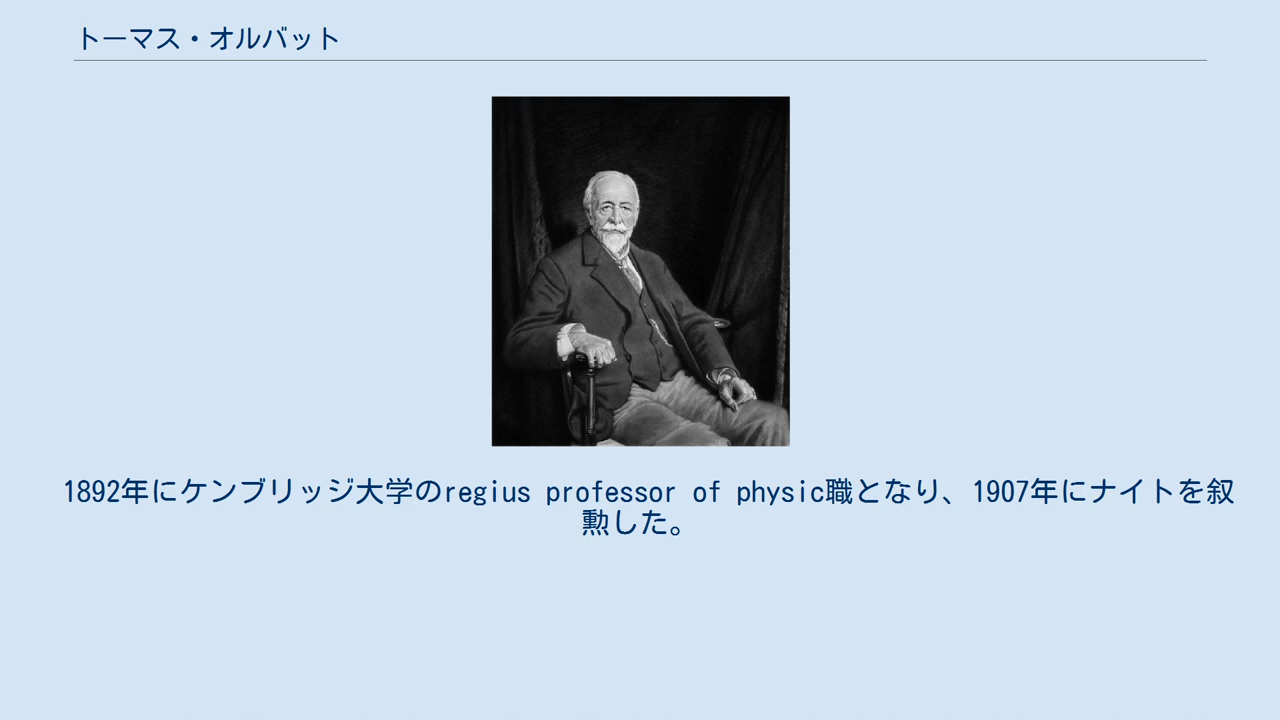 トーマス・オルバット
1892年にケンブリッジ大学のregius professor of physic職となり、1907年にナイトを叙
勲した。